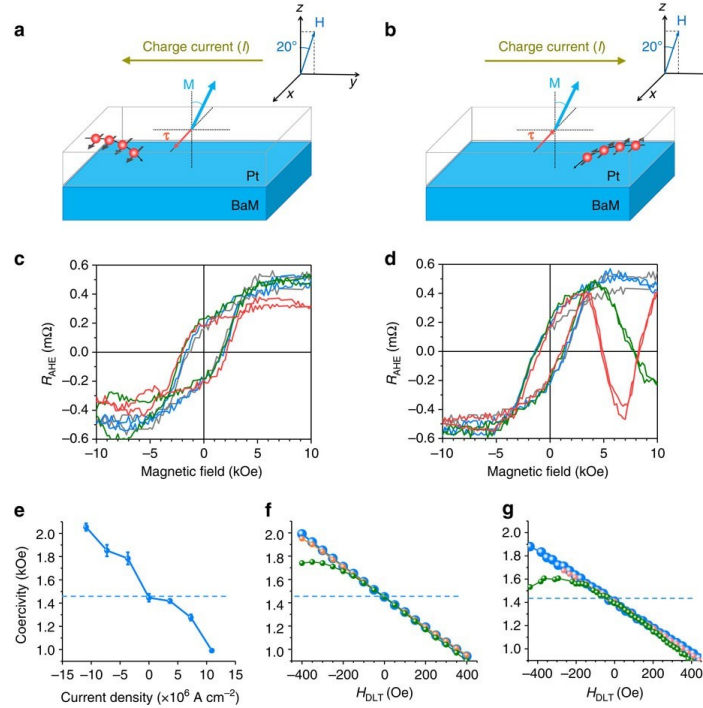 a
z
H
Charge current (I)
20°
x
y
M
τ
Pt
BaM
b
z
H
Charge current (I)
20°
x
M
τ
Pt
BaM
c
0.6
0.4
0.2
0.0
−0.2
−0.4
−0.6
R_AHE (mΩ)
−10 −5 0 5 10
Magnetic field (kOe)
d
0.6
0.4
0.2
0.0
−0.2
−0.4
−0.6
R_AHE (mΩ)
−10 −5 0 5 10
Magnetic field (kOe)
e
2.0
1.8
1.6
1.4
1.2
1.0
Coercivity (kOe)
−15 −10 −5 0 5 10 15
Current density (×10⁶ A cm⁻²)
f
2.0
1.8
1.6
1.4
1.2
1.0
−400 −200 0 200 400
H_DLT (Oe)
g
2.0
1.8
1.6
1.4
1.2
1.0
−400 −200 0 200 400
H_DLT (Oe)